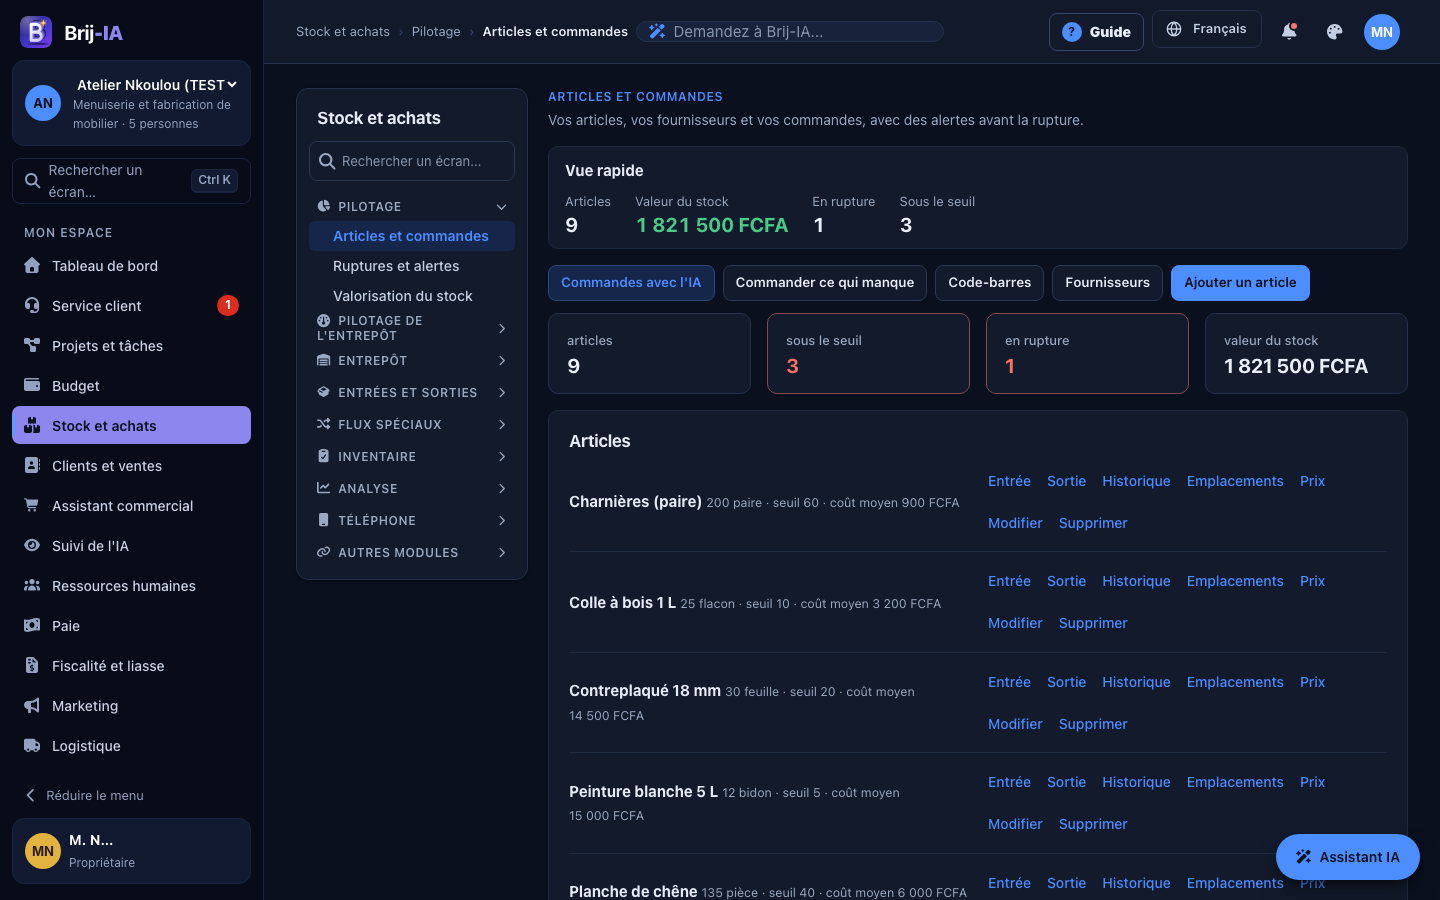 Brij-IA
AN
Atelier Nkoulou (TEST
Menuiserie et fabrication de
mobilier · 5 personnes
Rechercher un
écran...
Ctrl K
MON ESPACE
Tableau de bord
Service client
1
Projets et tâches
Budget
Stock et achats
Clients et ventes
Assistant commercial
Suivi de l'IA
Ressources humaines
Paie
Fiscalité et liasse
Marketing
Logistique
Réduire le menu
MN
M. N...
Propriétaire
Stock et achats › Pilotage › Articles et commandes
Demandez à Brij-IA...
? Guide
Français
MN
Stock et achats
Rechercher un écran...
PILOTAGE
Articles et commandes
Ruptures et alertes
Valorisation du stock
PILOTAGE DE
L'ENTREPÔT
ENTREPÔT
ENTRÉES ET SORTIES
FLUX SPÉCIAUX
INVENTAIRE
ANALYSE
TÉLÉPHONE
AUTRES MODULES
ARTICLES ET COMMANDES
Vos articles, vos fournisseurs et vos commandes, avec des alertes avant la rupture.
Vue rapide
Articles Valeur du stock En rupture Sous le seuil
9 1 821 500 FCFA 1 3
Commandes avec l'IA Commander ce qui manque Code-barres Fournisseurs Ajouter un article
articles sous le seuil en rupture valeur du stock
9 3 1 1 821 500 FCFA
Articles
Charnières (paire) 200 paire · seuil 60 · coût moyen 900 FCFA
Entrée Sortie Historique Emplacements Prix
Modifier Supprimer
Colle à bois 1 L 25 flacon · seuil 10 · coût moyen 3 200 FCFA
Entrée Sortie Historique Emplacements Prix
Modifier Supprimer
Contreplaqué 18 mm 30 feuille · seuil 20 · coût moyen
14 500 FCFA
Entrée Sortie Historique Emplacements Prix
Modifier Supprimer
Peinture blanche 5 L 12 bidon · seuil 5 · coût moyen
15 000 FCFA
Entrée Sortie Historique Emplacements Prix
Modifier Supprimer
Planche de chêne 135 pièce · seuil 40 · coût moyen 6 000 FCFA
Entrée Sortie Historique Emplacements Prix
Assistant IA